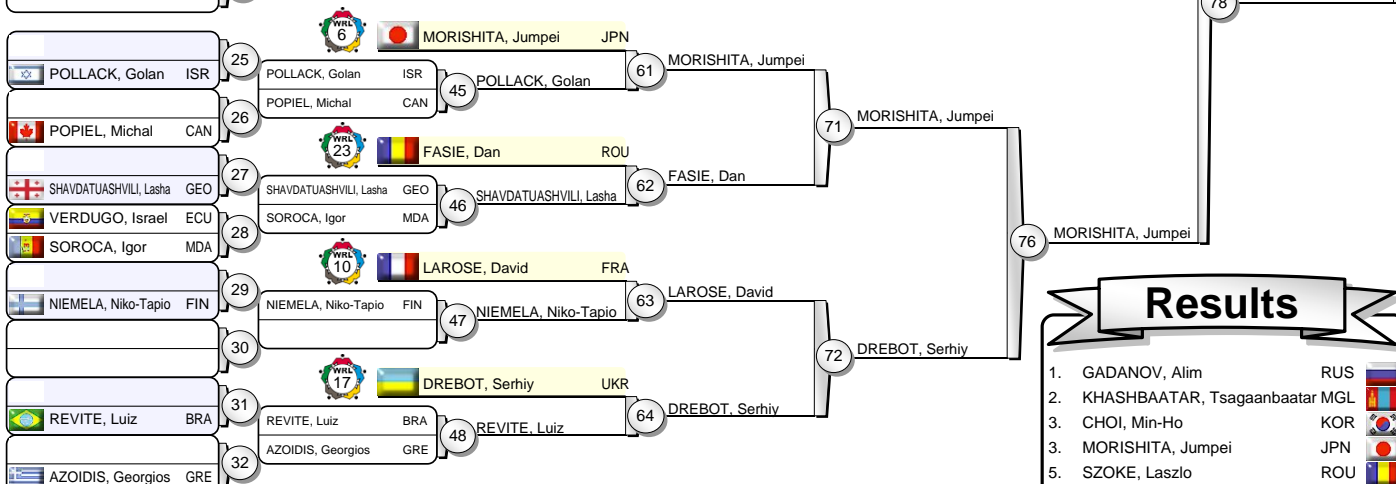 78
WRL 6 MORISHITA, Jumpei JPN
25
POLLACK, Golan ISR
POLLACK, Golan ISR
POPIEL, Michal CAN
45
POLLACK, Golan
61
MORISHITA, Jumpei
26
POPIEL, Michal CAN
71
MORISHITA, Jumpei
WRL 23 FASIE, Dan ROU
27
SHAVDATUASHVILI, Lasha GEO
SHAVDATUASHVILI, Lasha GEO
SOROCA, Igor MDA
46
SHAVDATUASHVILI, Lasha
62
FASIE, Dan
VERDUGO, Israel ECU
28
SOROCA, Igor MDA
76
MORISHITA, Jumpei
WRL 10 LAROSE, David FRA
29
NIEMELA, Niko-Tapio FIN
NIEMELA, Niko-Tapio FIN
47
NIEMELA, Niko-Tapio
63
LAROSE, David
30
72
DREBOT, Serhiy
WRL 17 DREBOT, Serhiy UKR
31
REVITE, Luiz BRA
REVITE, Luiz BRA
AZOIDIS, Georgios GRE
48
REVITE, Luiz
64
DREBOT, Serhiy
32
AZOIDIS, Georgios GRE
Results
1. GADANOV, Alim RUS
2. KHASHBAATAR, Tsagaanbaatar MGL
3. CHOI, Min-Ho KOR
3. MORISHITA, Jumpei JPN
5. SZOKE, Laszlo ROU